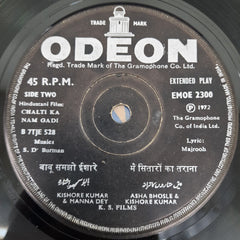 TRADE MARK
ODEON
Regd. Trade Mark of The Gramophone Co. Ltd.
45 R.P.M.
EXTENDED PLAY
SIDE TWO
EMOE 2300
Hindustani Film:
CHALTI KA
NAM GADI
℗ 1972
The Gramophone
Co. of India Ltd.
B 7TJE 528
Music:
S. D' Burman
Lyric:
Majrooh
बाबू समझो इशारे
मैं सितारों का तराना
KISHORE KUMAR
& MANNA DEY
ASHA BHOSLE &
KISHORE KUMAR
K. S. FILMS